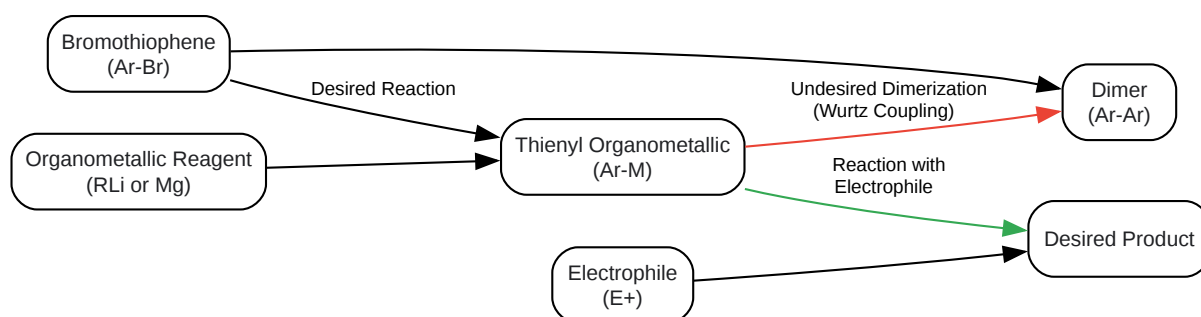 Bromothiophene
(Ar-Br)
Desired Reaction
Organometallic Reagent
(RLi or Mg)
Thienyl Organometallic
(Ar-M)
Undesired Dimerization
(Wurtz Coupling)
Dimer
(Ar-Ar)
Reaction with
Electrophile
Electrophile
(E+)
Desired Product